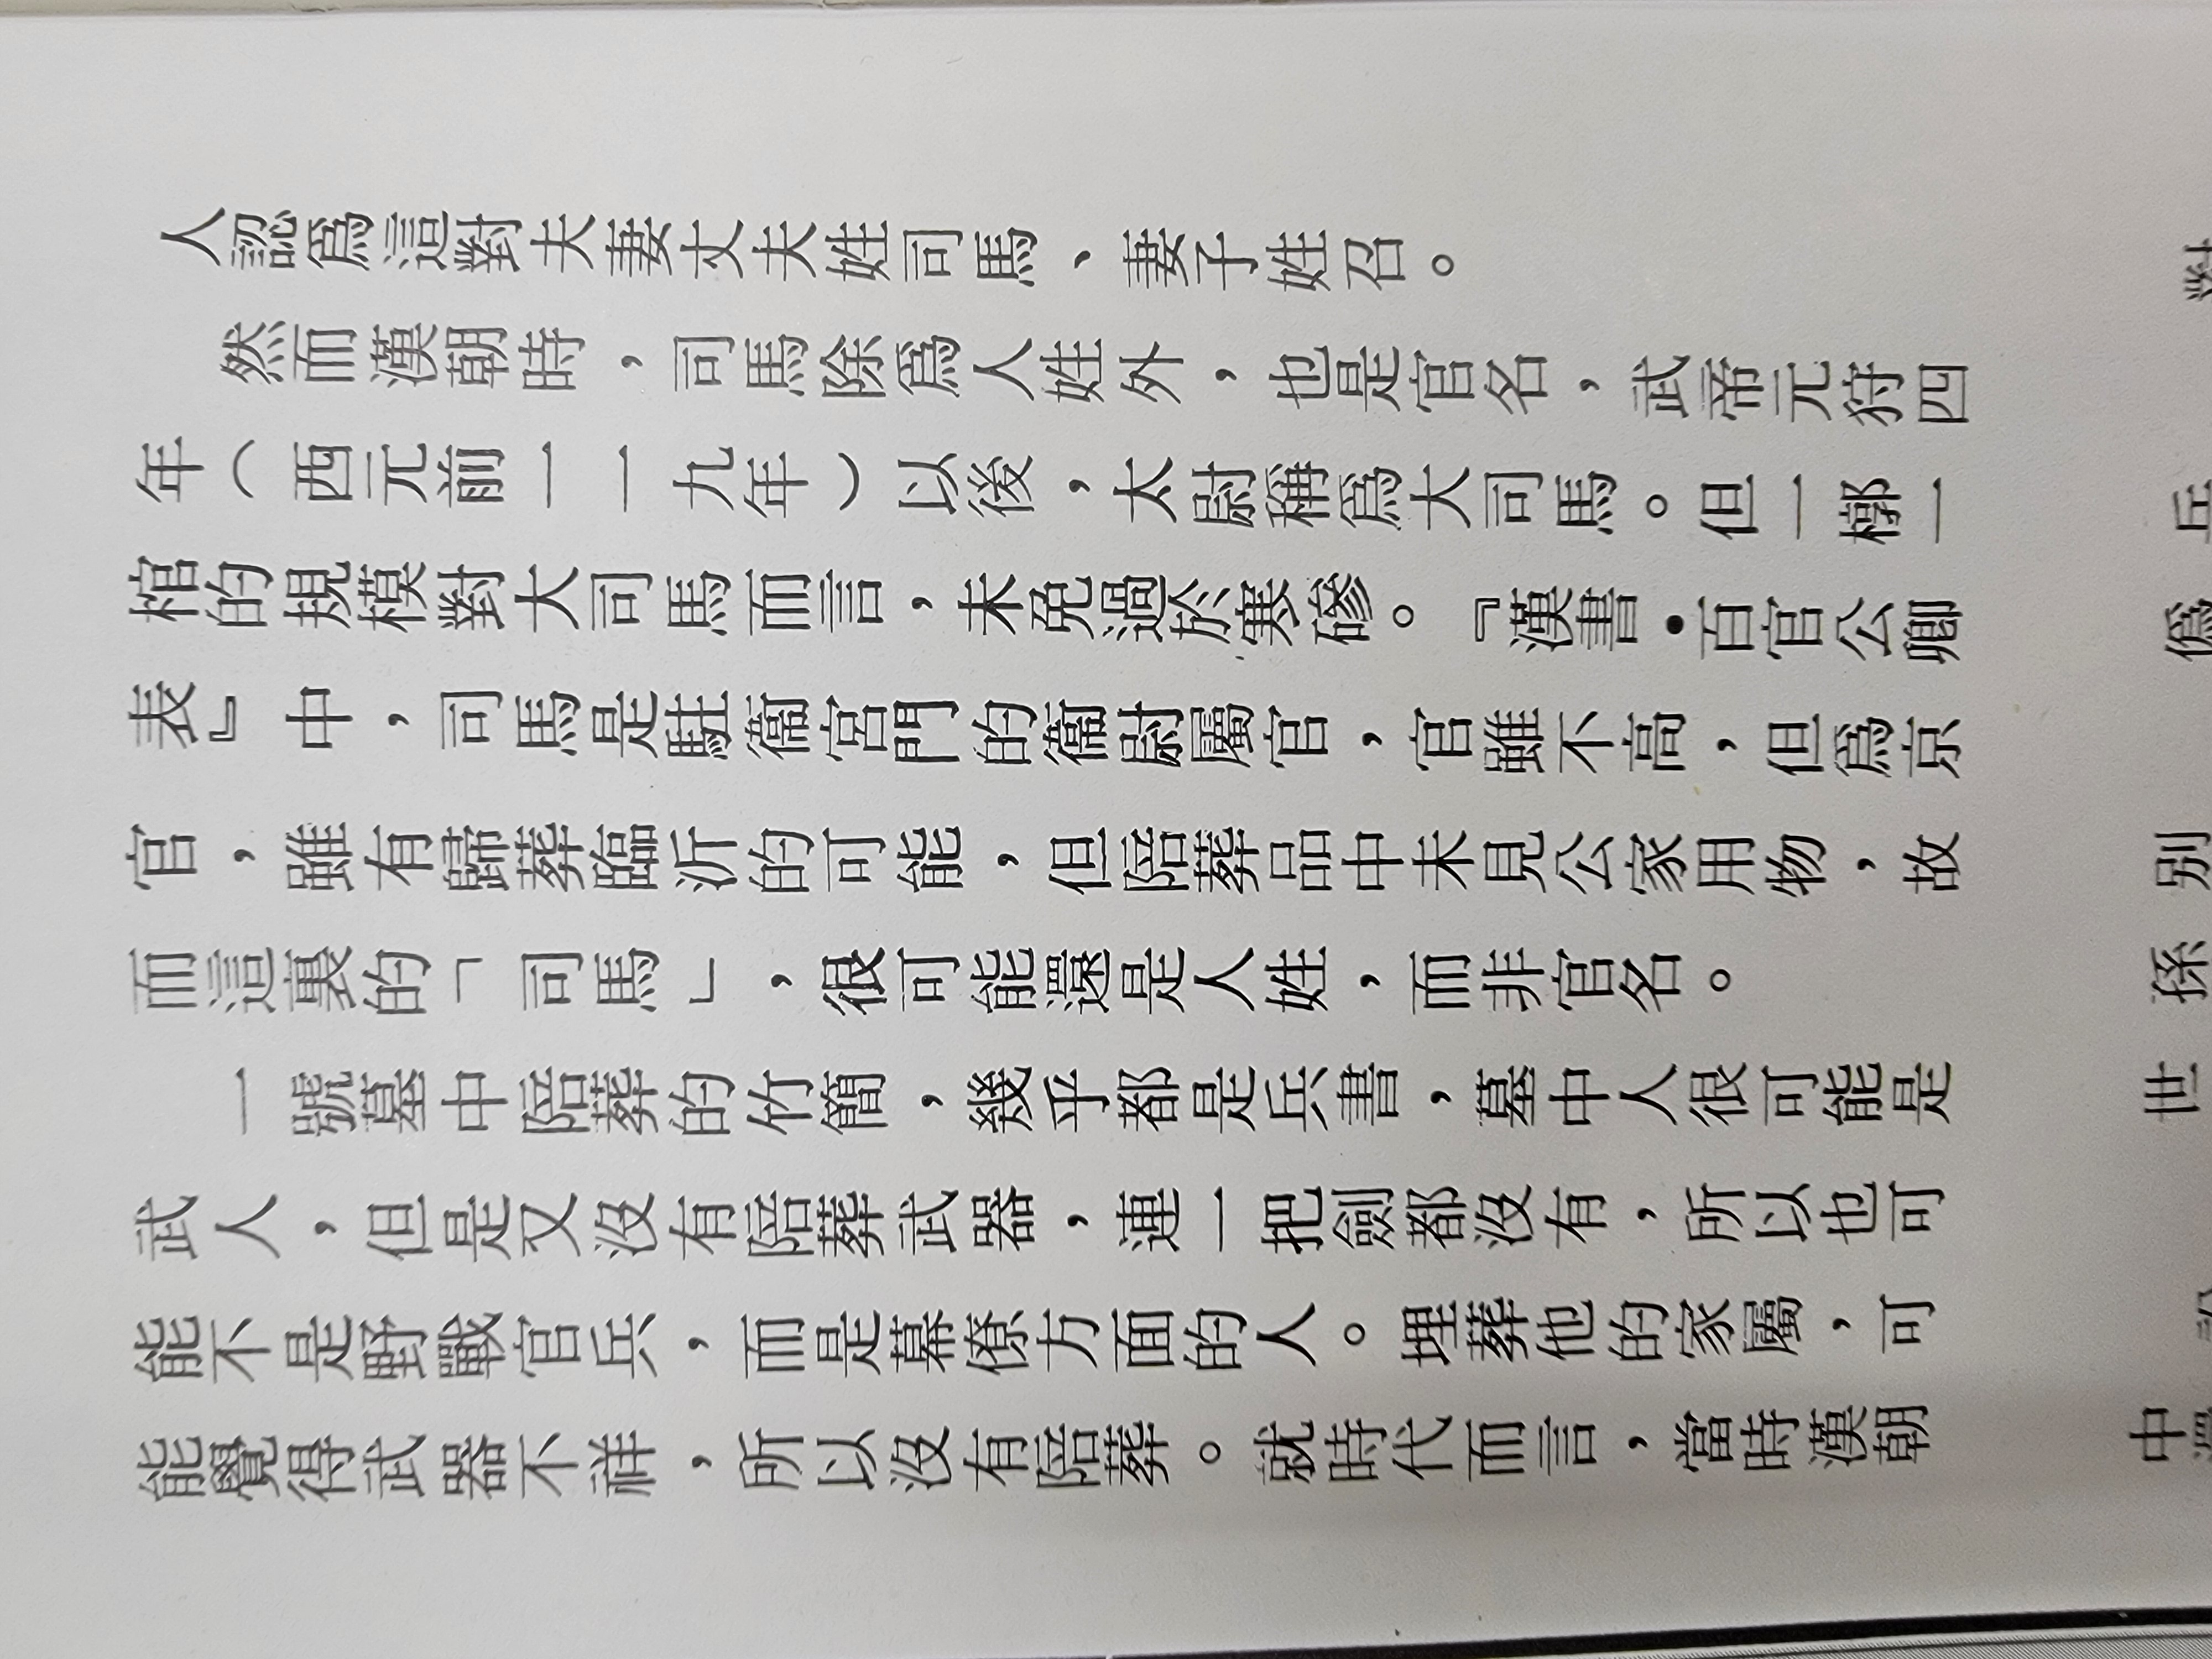 人認爲這對夫妻丈夫姓司馬、妻子姓召。
然而漢朝時，司馬除爲人姓外，也是官名，武帝元狩四
年（西元前一一九年）以後，太尉稱爲大司馬。但一槨一
棺的規模對大司馬而言，未免過於寒磣。『漢書•百官公卿
表』中，司馬是駐衞宮門的衞尉屬官，官雖不高，但爲京
官，雖有歸葬臨沂的可能，但陪葬品中未見公家用物，故
而這裏的「司馬」，很可能還是人姓，而非官名。
一號墓中陪葬的竹簡，幾乎都是兵書，墓中人很可能是
武人，但是又沒有陪葬武器，連一把劍都沒有，所以也可
能不是野戰官兵，而是幕僚方面的人。埋葬他的家屬，可
能覺得武器不祥，所以沒有陪葬。就時代而言，當時漢朝
對
兵
僞
別
孫
世
中